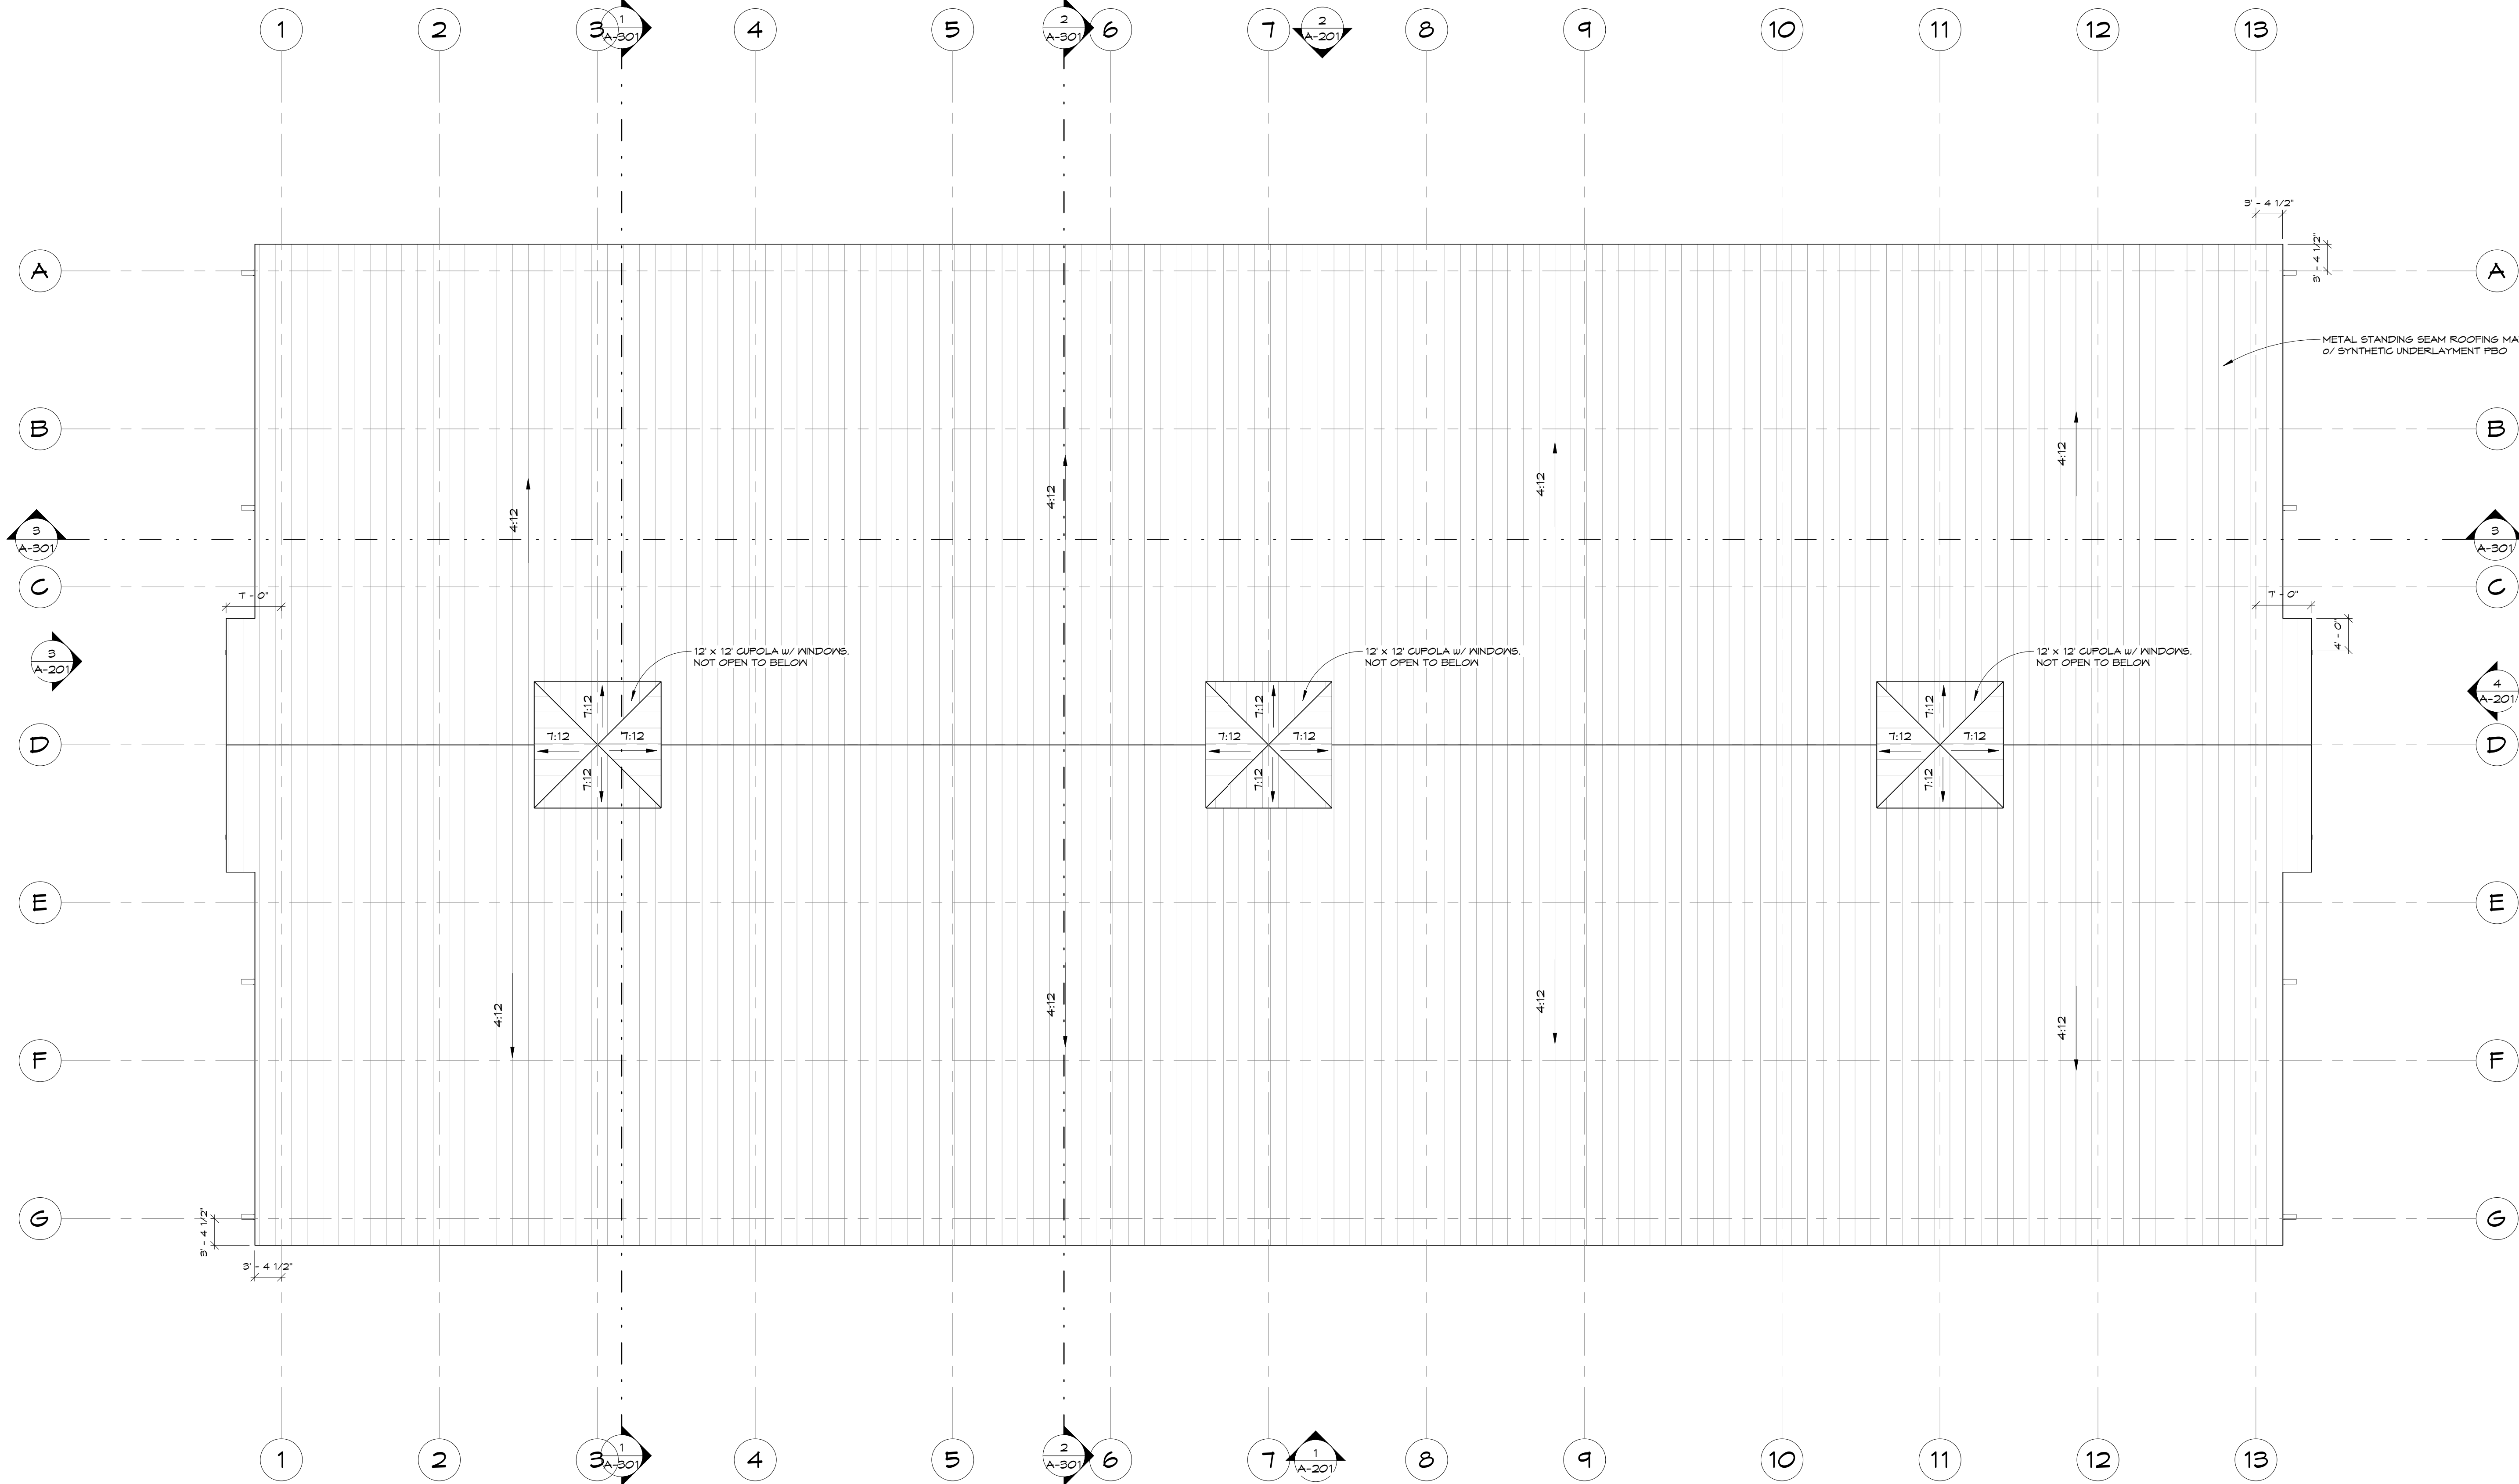 1
2
3
1
A-301
4
5
2
A-301
6
7
2
A-201
8
9
10
11
12
13
3' - 4 1/2"
3' - 4 1/2"
A
A
METAL STANDING SEAM ROOFING MA
O/ SYNTHETIC UNDERLAYMENT PBO
B
B
4:12
4:12
4:12
4:12
3
A-301
3
A-301
C
C
7' - 0"
7' - 0"
4' - 0"
3
A-201
12' x 12' CUPOLA W/ WINDOWS.
NOT OPEN TO BELOW
12' x 12' CUPOLA W/ WINDOWS.
NOT OPEN TO BELOW
12' x 12' CUPOLA W/ WINDOWS.
NOT OPEN TO BELOW
4
A-201
7:12
7:12
7:12
7:12
7:12
7:12
7:12
7:12
7:12
7:12
7:12
7:12
D
D
E
E
4:12
4:12
4:12
4:12
F
F
G
G
3' - 4 1/2"
3' - 4 1/2"
1
2
3
1
A-301
4
5
2
A-301
6
7
1
A-201
8
9
10
11
12
13